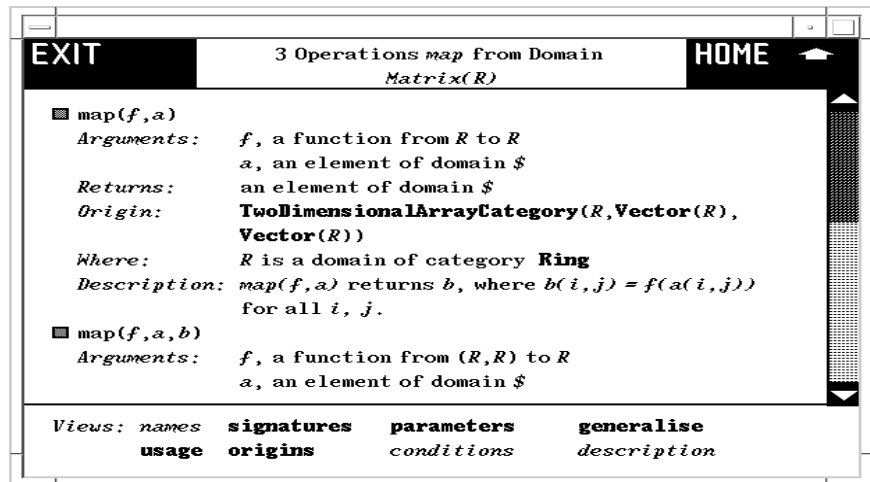 EXIT
3 Operations map from Domain
Matrix(R)
HOME
map(f,a)
Arguments: f, a function from R to R
a, an element of domain $
Returns: an element of domain $
Origin: TwoDimensionalArrayCategory(R,Vector(R),
Vector(R))
Where: R is a domain of category Ring
Description: map(f,a) returns b, where b(i,j) = f(a(i,j))
for all i, j.
map(f,a,b)
Arguments: f, a function from (R,R) to R
a, an element of domain $
Views: names signatures parameters generalise
usage origins conditions description